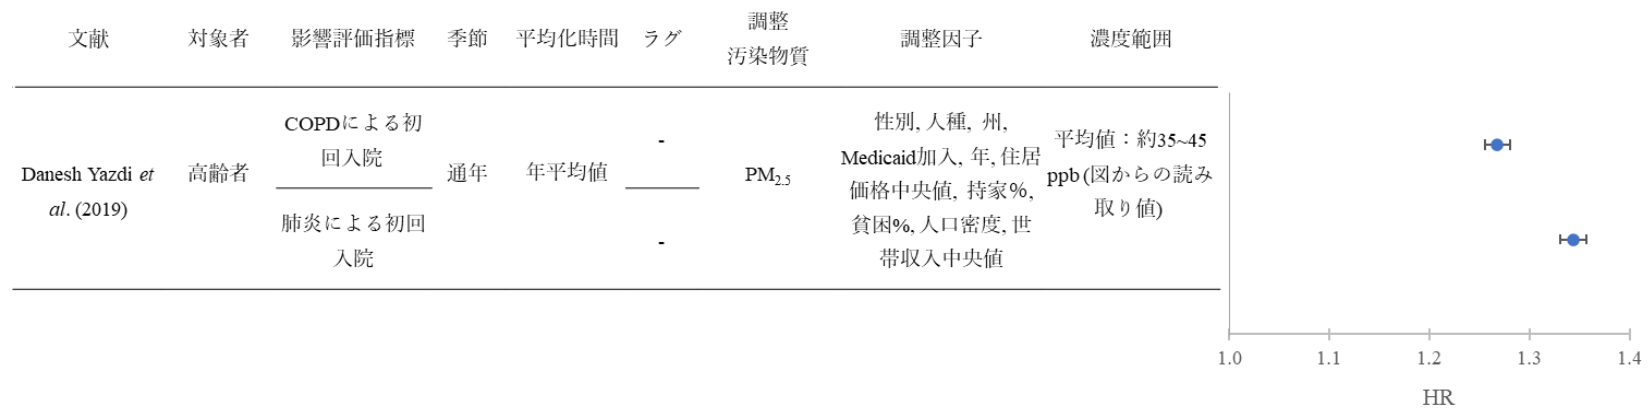 文献 対象者 影響評価指標 季節 平均化時間 ラグ 調整 汚染物質 調整因子 濃度範囲
Danesh Yazdi et
al. (2019)
高齢者
COPDによる初
回入院
肺炎による初回
入院
通年
年平均値
-
-
PM2.5
性別, 人種, 州,
Medicaid加入, 年, 住居
価格中央値, 持家%,
貧困%, 人口密度, 世
帯収入中央値
平均値：約35~45
ppb (図からの読み
取り値)
1.0 1.1 1.2 1.3 1.4
HR